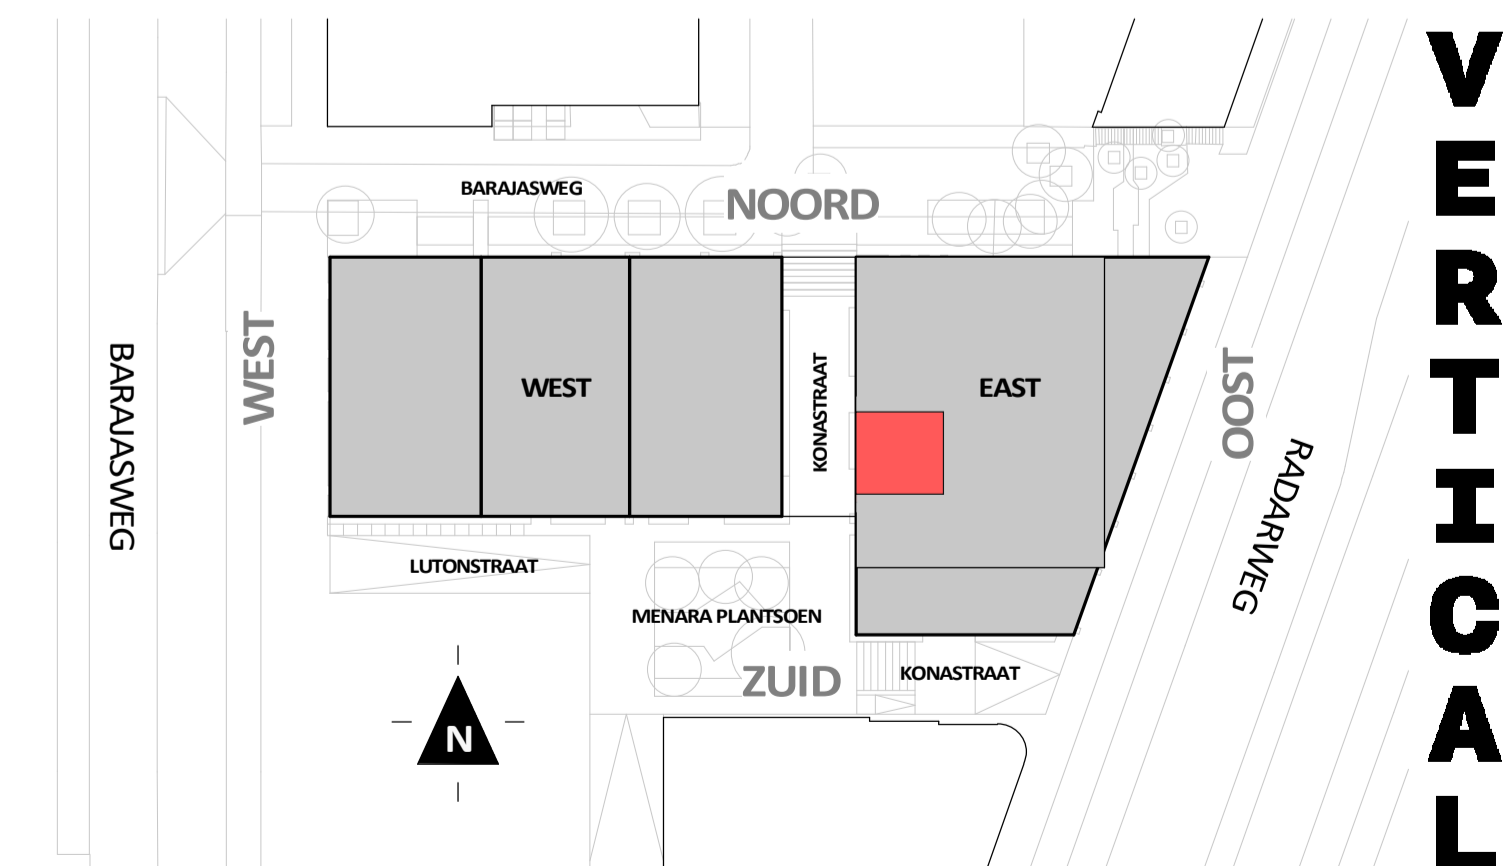 BARAJASWEG
NOORD
WEST
BARAJASWEG
WEST
KONASTRAAT
EAST
OOST
RADARWEG
LUTONSTRAAT
MENARA PLANTSOEN
ZUID
KONASTRAAT
N
VERTICAL